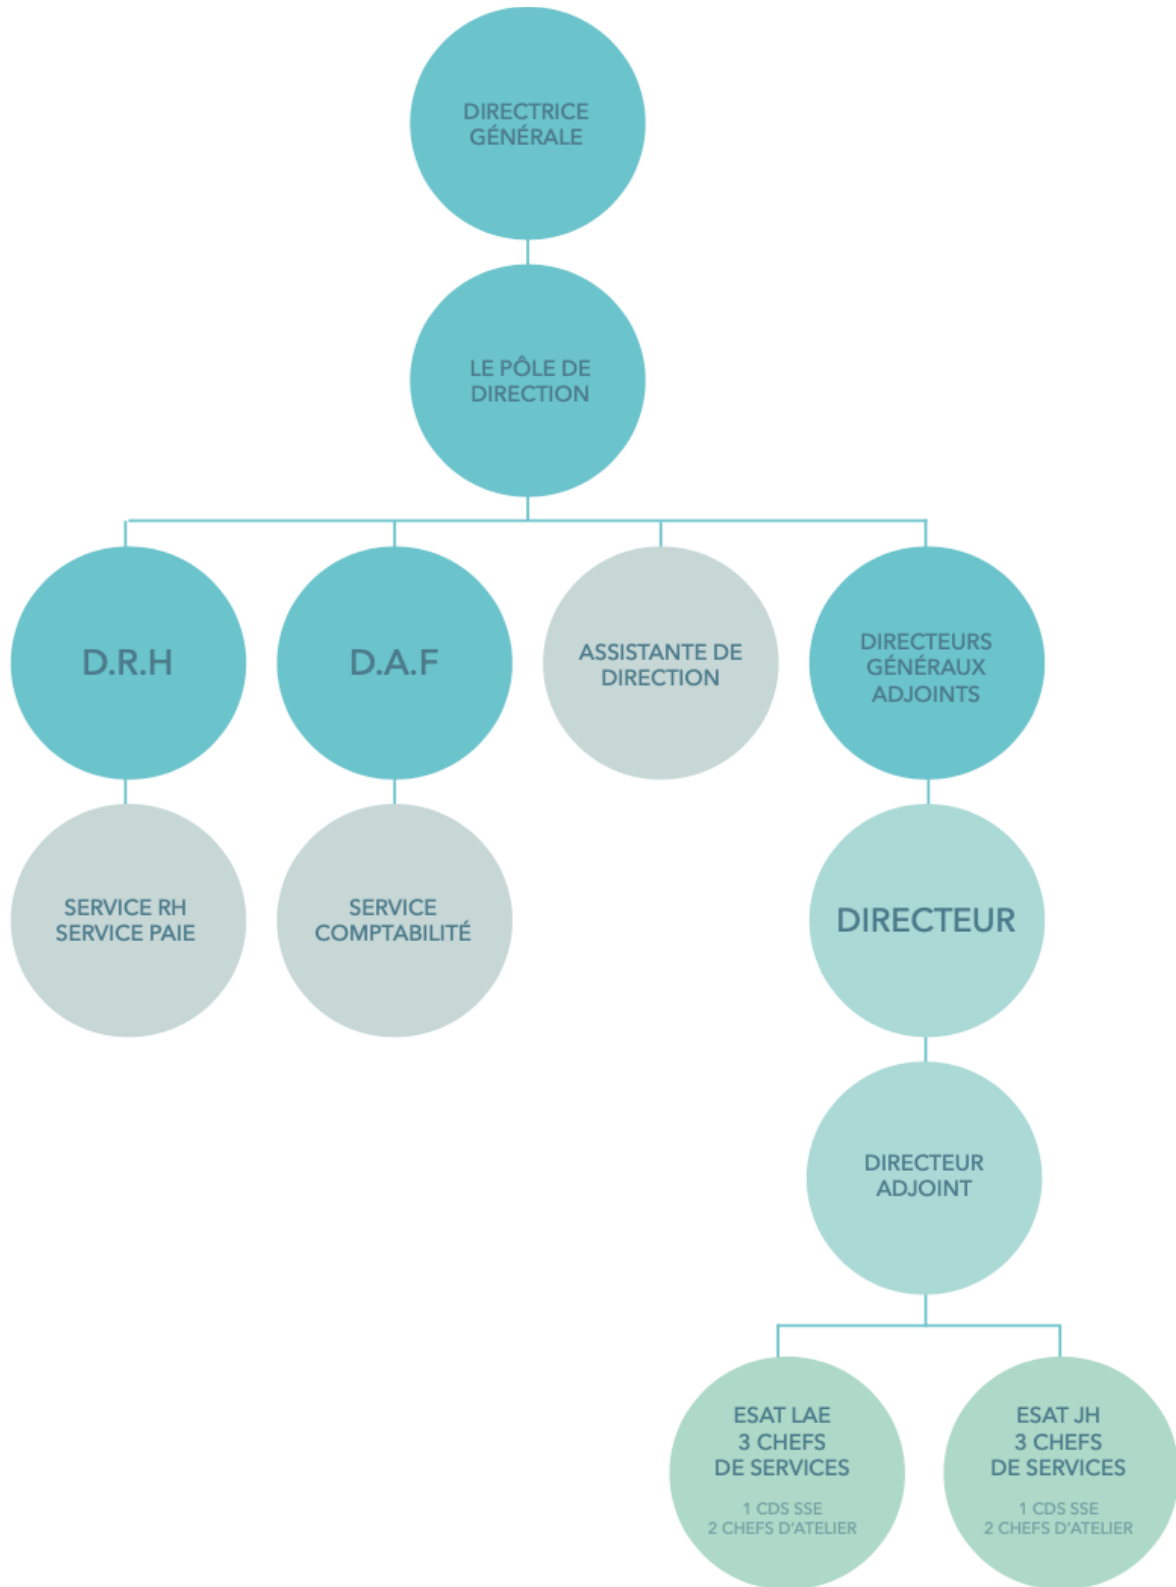 DIRECTRICE
GÉNÉRALE
LE PÔLE DE
DIRECTION
D.R.H
D.A.F
ASSISTANTE DE
DIRECTION
DIRECTEURS
GÉNÉRAUX
ADJOINTS
SERVICE RH
SERVICE PAIE
SERVICE
COMPTABILITÉ
DIRECTEUR
DIRECTEUR
ADJOINT
ESAT LAE
3 CHEFS
DE SERVICES
1 CDS SSE
2 CHEFS D'ATELIER
ESAT JH
3 CHEFS
DE SERVICES
1 CDS SSE
2 CHEFS D'ATELIER